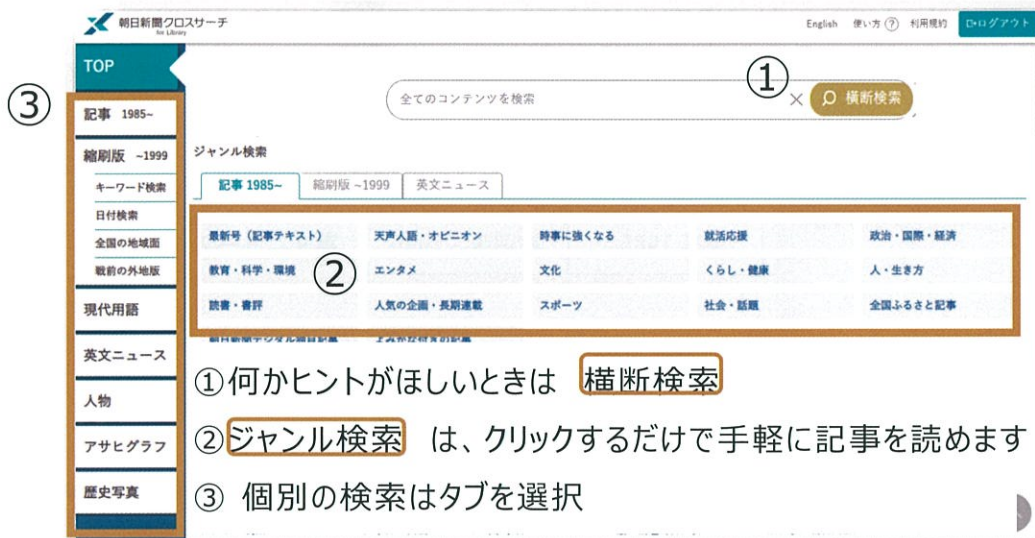 朝日新聞クロスサーチ
for Library
English 使い方 ? 利用規約 ログアウト
TOP
③
①
全てのコンテンツを検索 × 横断検索
記事 1985~
縮刷版 ~1999
キーワード検索
日付検索
全国の地域面
戦前の外地版
現代用語
英文ニュース
人物
アサヒグラフ
歴史写真
ジャンル検索
記事 1985~ 縮刷版 ~1999 英文ニュース
最新号（記事テキスト） 天声人語・オピニオン 時事に強くなる 就活応援 政治・国際・経済
教育・科学・環境 ② エンタメ 文化 くらし・健康 人・生き方
読書・書評 人気の企画・長期連載 スポーツ 社会・話題 全国ふるさと記事
①何かヒントがほしいときは 横断検索
②ジャンル検索 は、クリックするだけで手軽に記事を読めます
③ 個別の検索はタブを選択